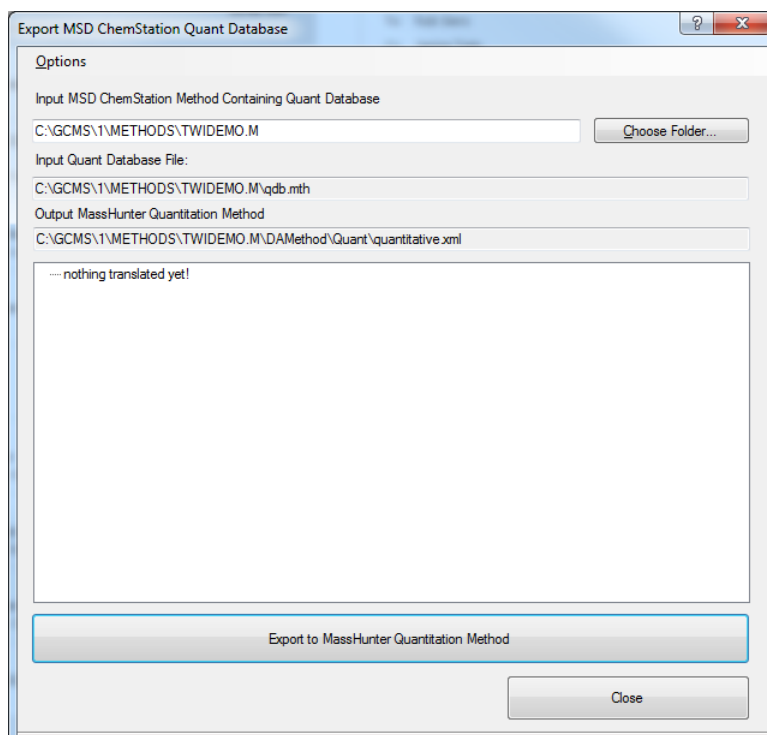 Export MSD ChemStation Quant Database
?
X
Options
Input MSD ChemStation Method Containing Quant Database
C:\GCMS\1\METHODS\TWIDEMO.M
Choose Folder...
Input Quant Database File:
C:\GCMS\1\METHODS\TWIDEMO.M\qdb.mth
Output MassHunter Quantitation Method
C:\GCMS\1\METHODS\TWIDEMO.M\DAMethod\Quant\quantitative.xml
nothing translated yet!
Export to MassHunter Quantitation Method
Close